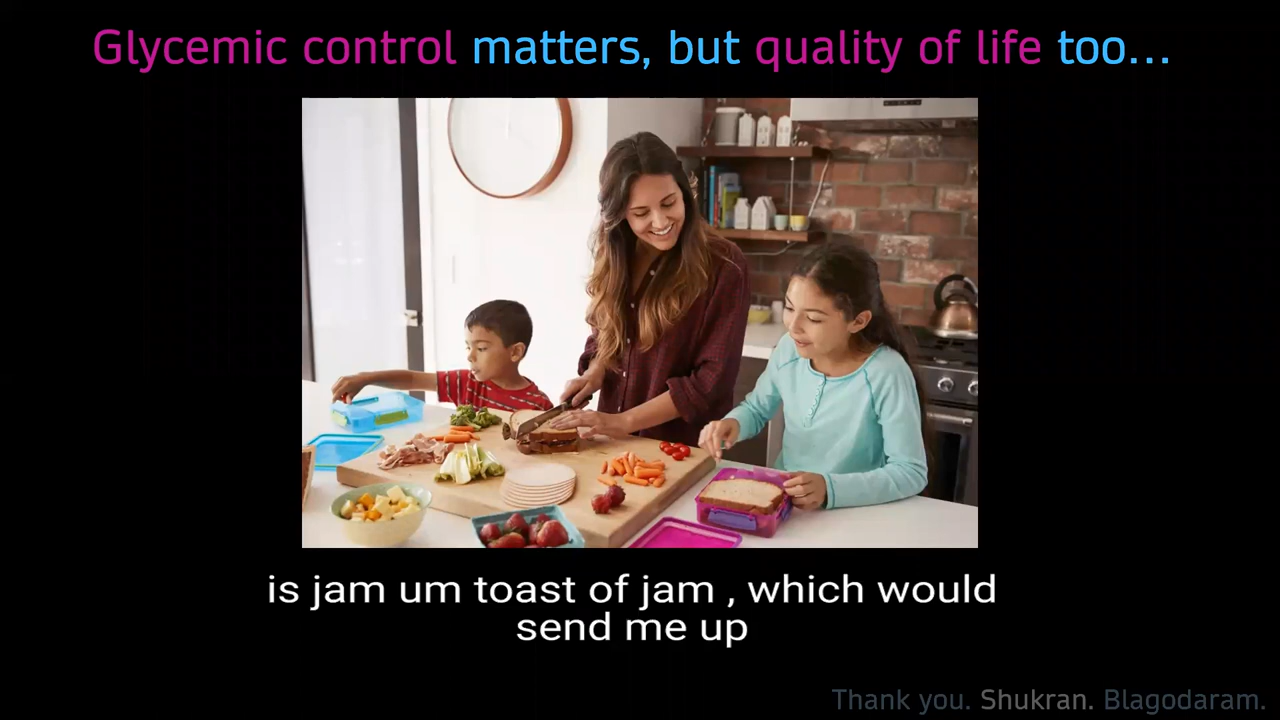 Glycemic control matters, but quality of life too...
is jam um toast of jam , which would
send me up
Thank you. Shukran. Blagodaram.